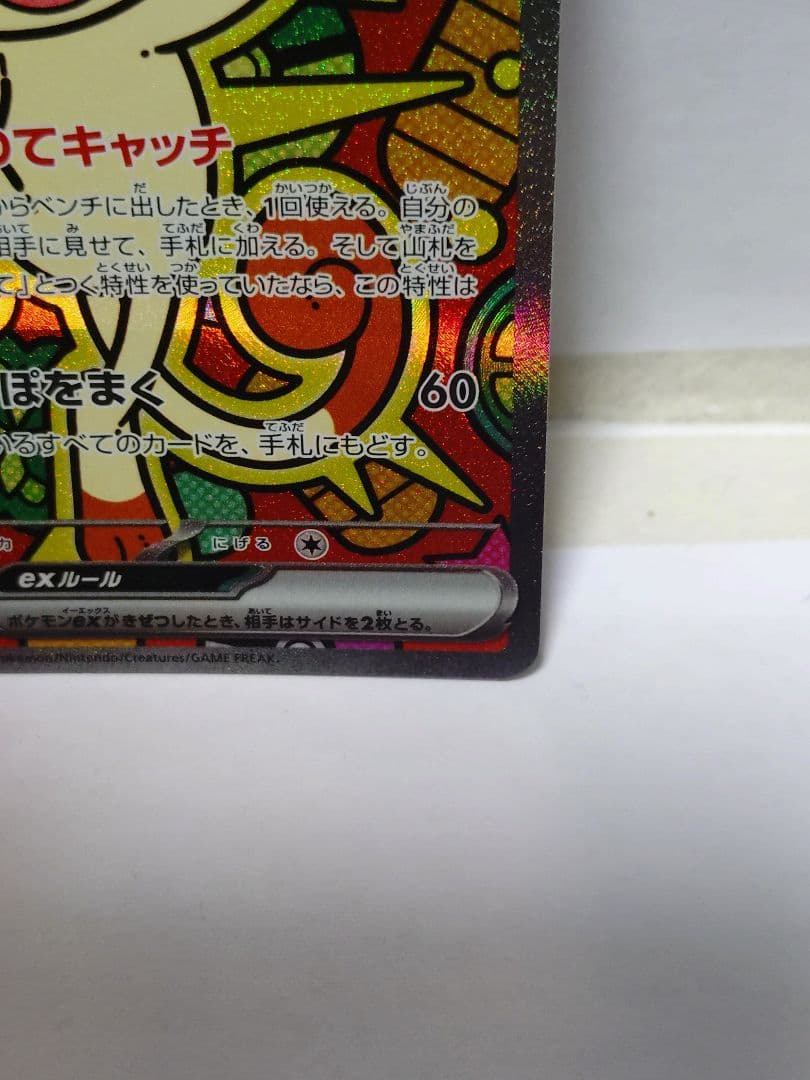 めてキャッチ
からベンチに出したとき、1回使える。自分の
相手に見せて、手札に加える。そして山札を
て」とつく特性を使っていたなら、この特性は
ぽをまく 60
いるすべてのカードを、手札にもどす。
力 にげる
exルール
ポケモンexがきぜつしたとき、相手はサイドを2枚とる。
Pokémon/Nintendo/Creatures/GAME FREAK.